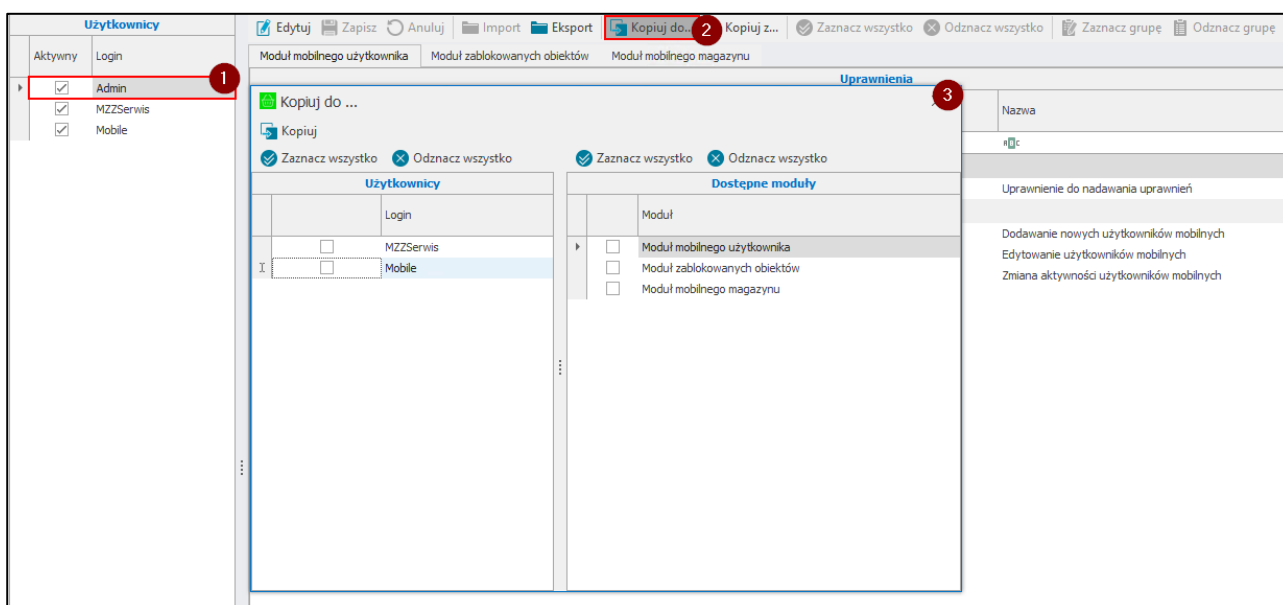 Użytkownicy
Edytuj Zapisz Anuluj Import Eksport Kopiuj do... 2 Kopiuj z... Zaznacz wszystko Odznacz wszystko Zaznacz grupę Odznacz grupę
Aktywny Login
Moduł mobilnego użytkownika Moduł zablokowanych obiektów Moduł mobilnego magazynu
1
Uprawnienia
Admin
MZZSerwis
Mobile
Kopiuj do ...
3
Nazwa
Kopiuj
Zaznacz wszystko Odznacz wszystko Zaznacz wszystko Odznacz wszystko
Użytkownicy Dostępne moduły
Uprawnienie do nadawania uprawnień
Login Moduł
Dodawanie nowych użytkowników mobilnych
MZZSerwis Moduł mobilnego użytkownika
Edytowanie użytkowników mobilnych
Mobile Moduł zablokowanych obiektów
Zmiana aktywności użytkowników mobilnych
Moduł mobilnego magazynu